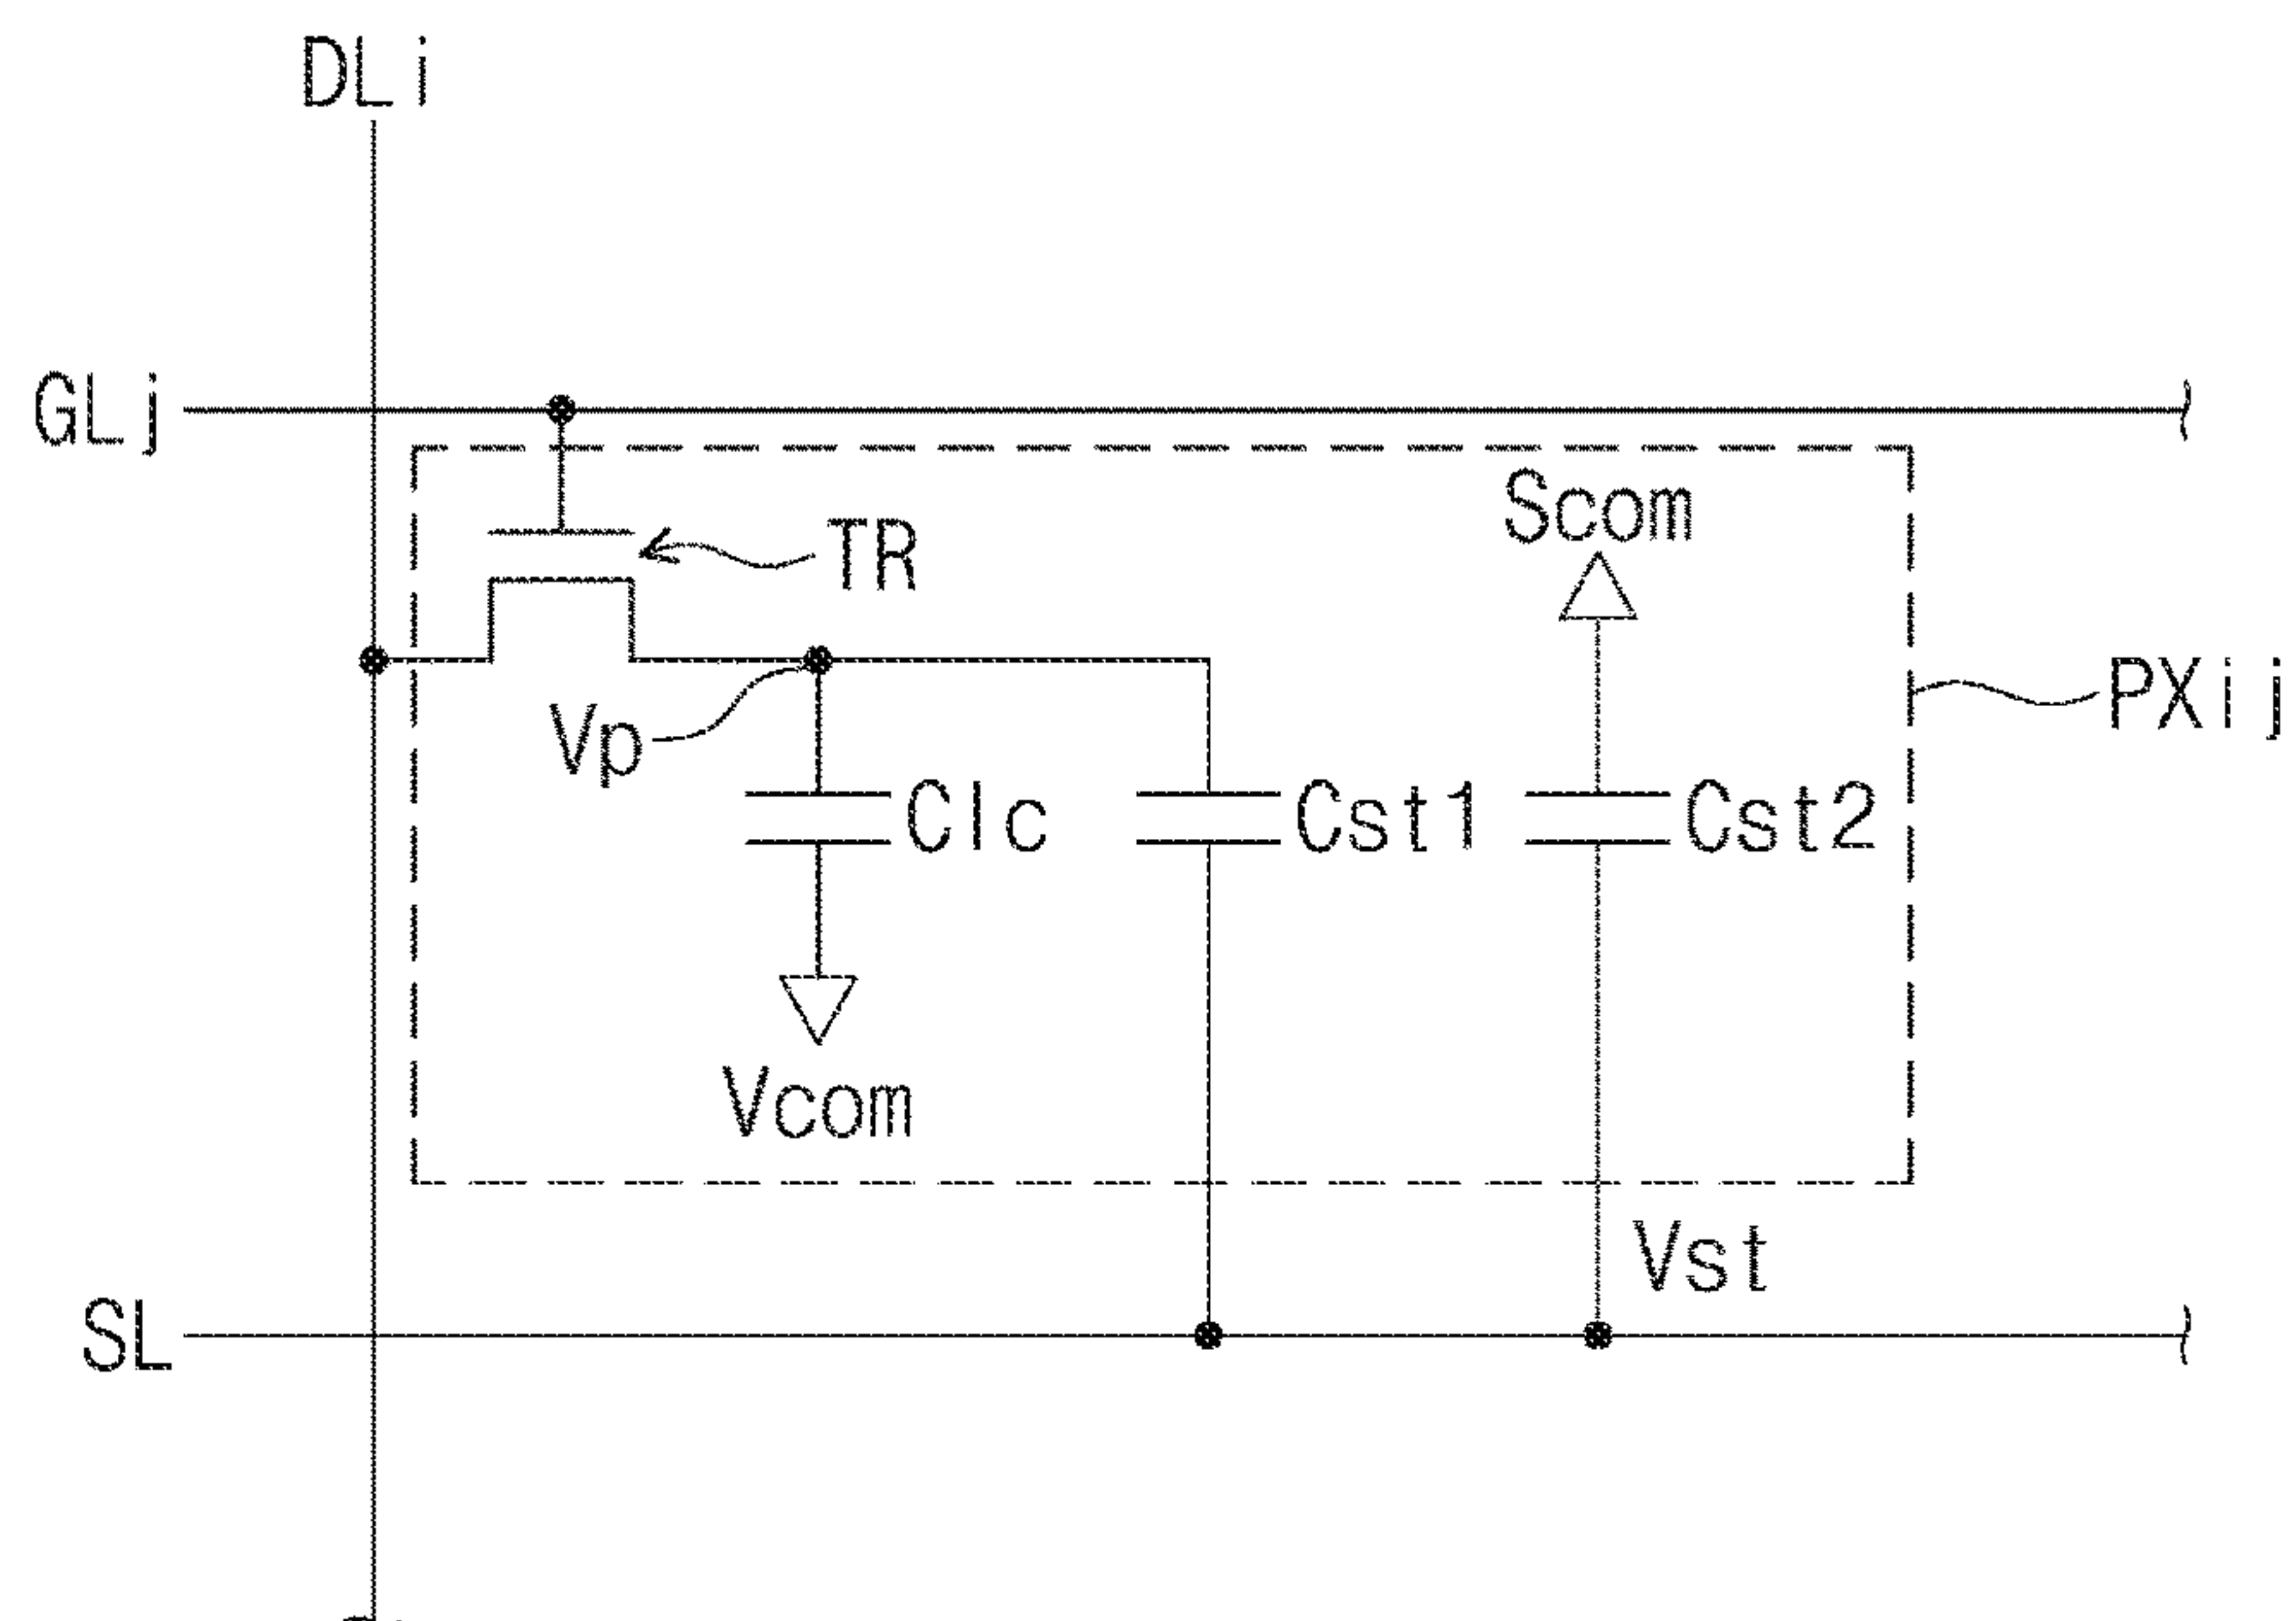 DLi
GLj
Scom
TR
PXij
Vp
Clc
Cst1
Cst2
Vcom
Vst
SL